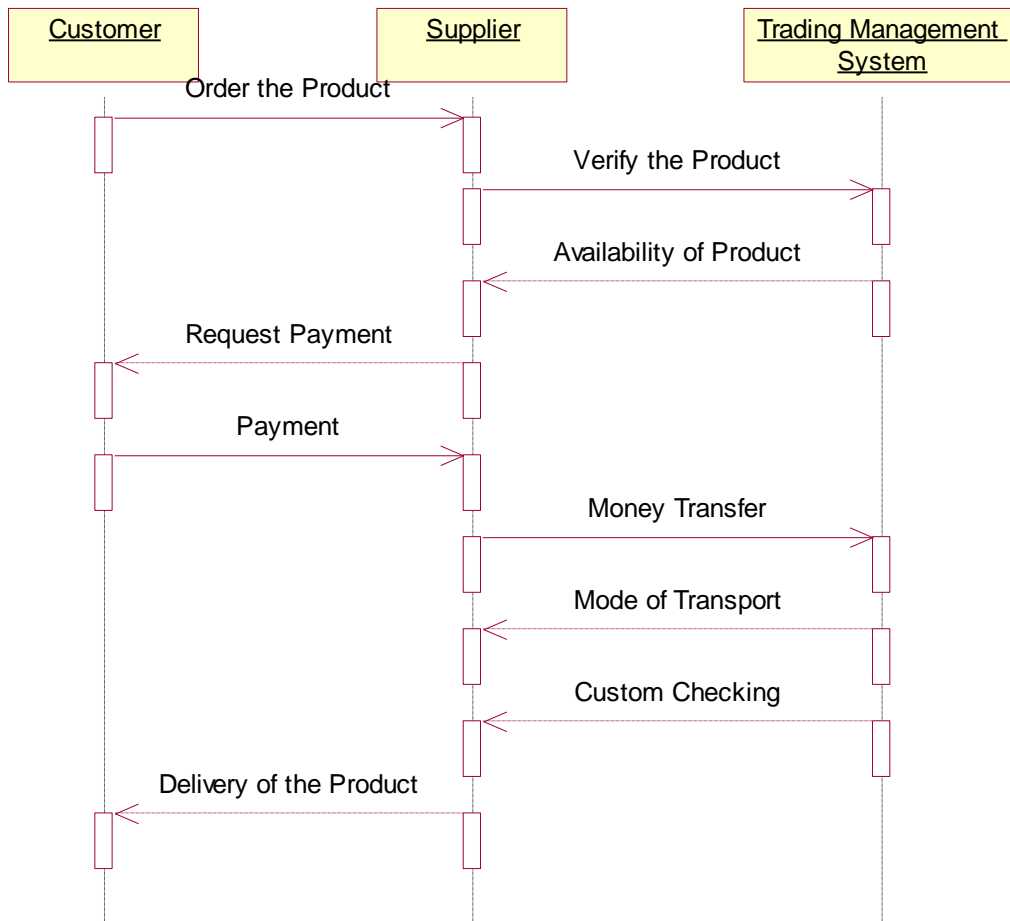 Customer
Supplier
Trading Management
System
Order the Product
Verify the Product
Availability of Product
Request Payment
Payment
Money Transfer
Mode of Transport
Custom Checking
Delivery of the Product